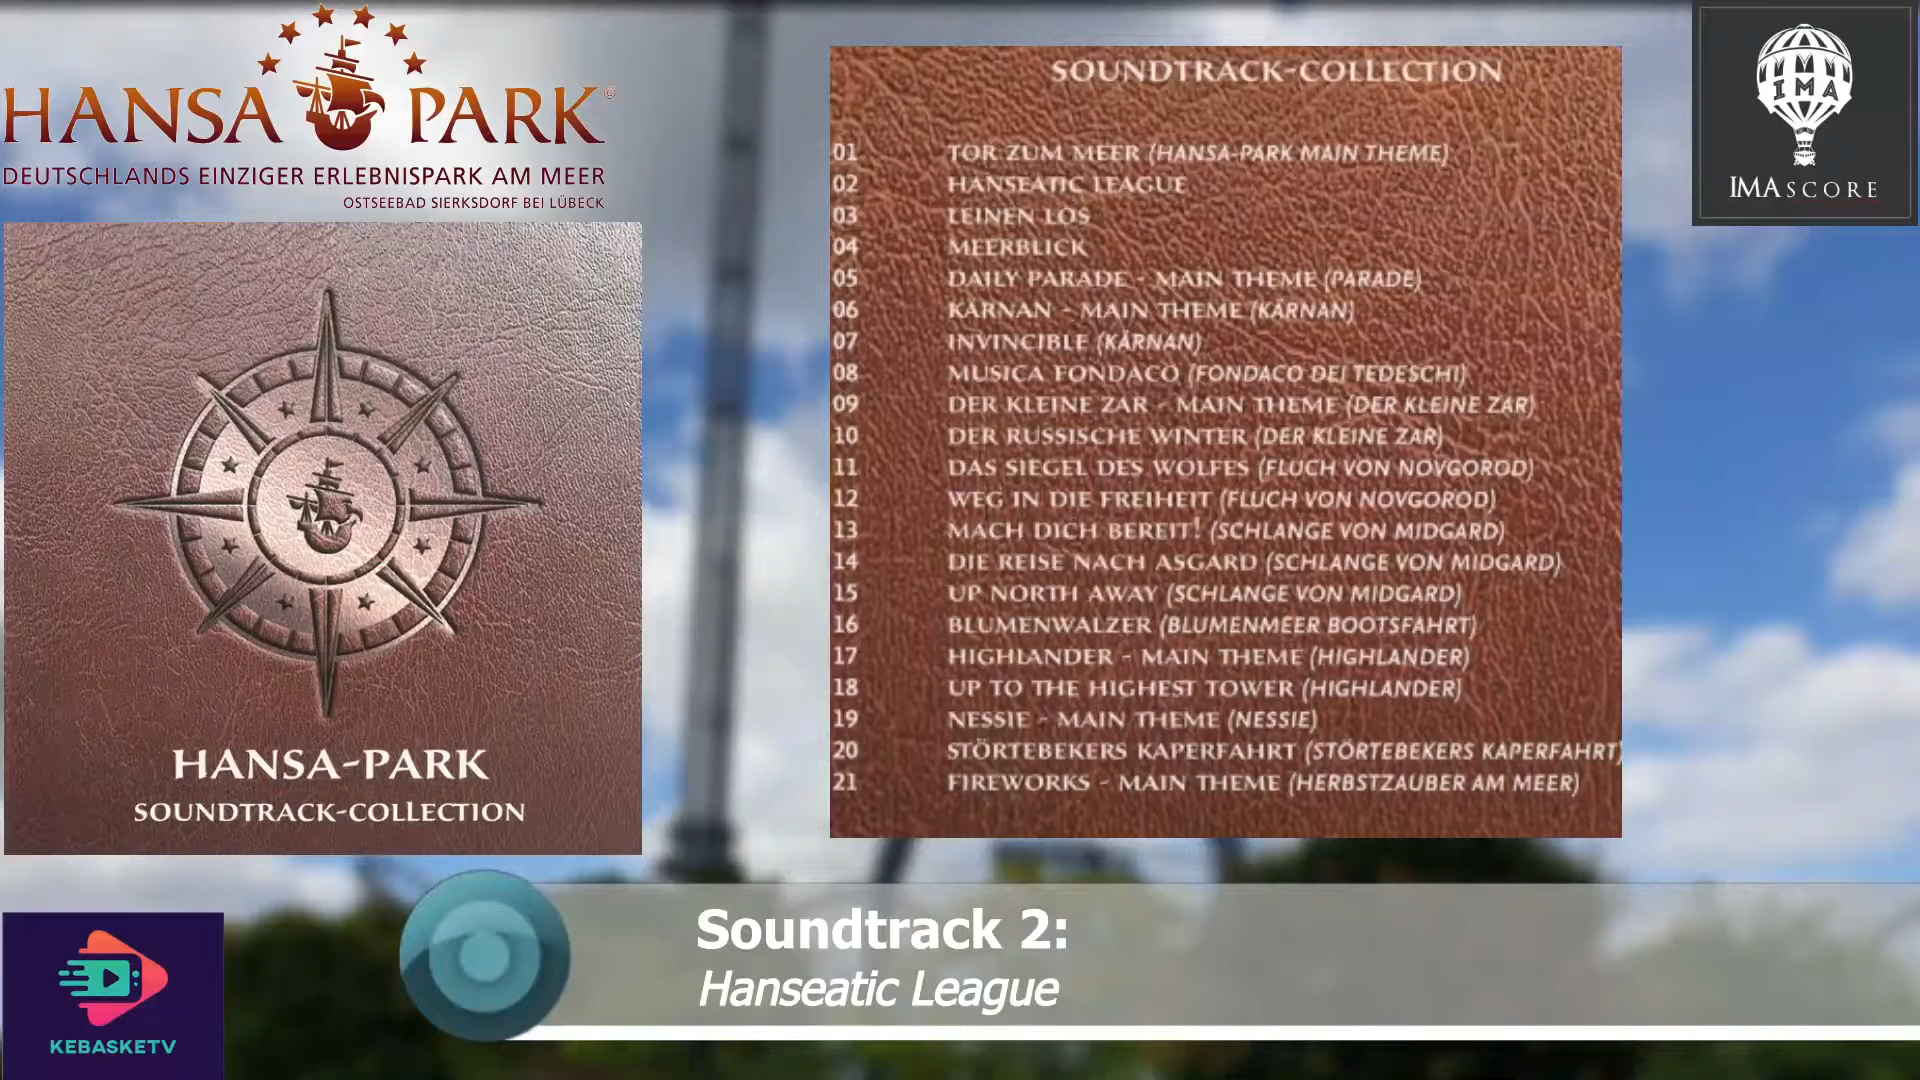 HANSA PARK©
DEUTSCHLANDS EINZIGER ERLEBNISPARK AM MEER
OSTSEEBAD SIERKSDORF BEI LÜBECK
HANSA-PARK
SOUNDTRACK-COLLECTION
SOUNDTRACK-COLLECTION
01 TOR ZUM MEER (HANSA-PARK MAIN THEME)
02 HANSEATIC LEAGUE
03 LEINEN LOS
04 MEERBLICK
05 DAILY PARADE - MAIN THEME (PARADE)
06 KÄRNAN - MAIN THEME (KÄRNAN)
07 INVINCIBLE (KÄRNAN)
08 MUSICA FONDACO (FONDACO DEI TEDESCHI)
09 DER KLEINE ZAR - MAIN THEME (DER KLEINE ZAR)
10 DER RUSSISCHE WINTER (DER KLEINE ZAR)
11 DAS SIEGEL DES WOLFES (FLUCH VON NOVGOROD)
12 WEG IN DIE FREIHEIT (FLUCH VON NOVGOROD)
13 MACH DICH BEREIT! (SCHLANGE VON MIDGARD)
14 DIE REISE NACH ASGARD (SCHLANGE VON MIDGARD)
15 UP NORTH AWAY (SCHLANGE VON MIDGARD)
16 BLUMENWALZER (BLUMENMEER BOOTSFAHRT)
17 HIGHLANDER - MAIN THEME (HIGHLANDER)
18 UP TO THE HIGHEST TOWER (HIGHLANDER)
19 NESSIE - MAIN THEME (NESSIE)
20 STÖRTEBEKERS KAPERFAHRT (STÖRTEBEKERS KAPERFAHRT)
21 FIREWORKS - MAIN THEME (HERBSTZAUBER AM MEER)
IMA
IMASCORE
KEBASKETV
Soundtrack 2:
Hanseatic League